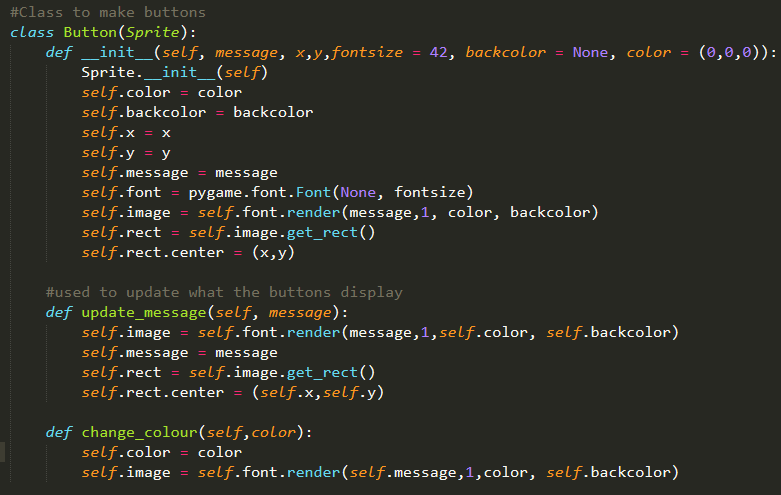 #Class to make buttons
class Button(Sprite):
    def __init__(self, message, x,y,fontsize = 42, backcolor = None, color = (0,0,0)):
        Sprite.__init__(self)
        self.color = color
        self.backcolor = backcolor
        self.x = x
        self.y = y
        self.message = message
        self.font = pygame.font.Font(None, fontsize)
        self.image = self.font.render(message,1, color, backcolor)
        self.rect = self.image.get_rect()
        self.rect.center = (x,y)

    #used to update what the buttons display
    def update_message(self, message):
        self.image = self.font.render(message,1,self.color, self.backcolor)
        self.message = message
        self.rect = self.image.get_rect()
        self.rect.center = (self.x,self.y)

    def change_colour(self,color):
        self.color = color
        self.image = self.font.render(self.message,1,color, self.backcolor)